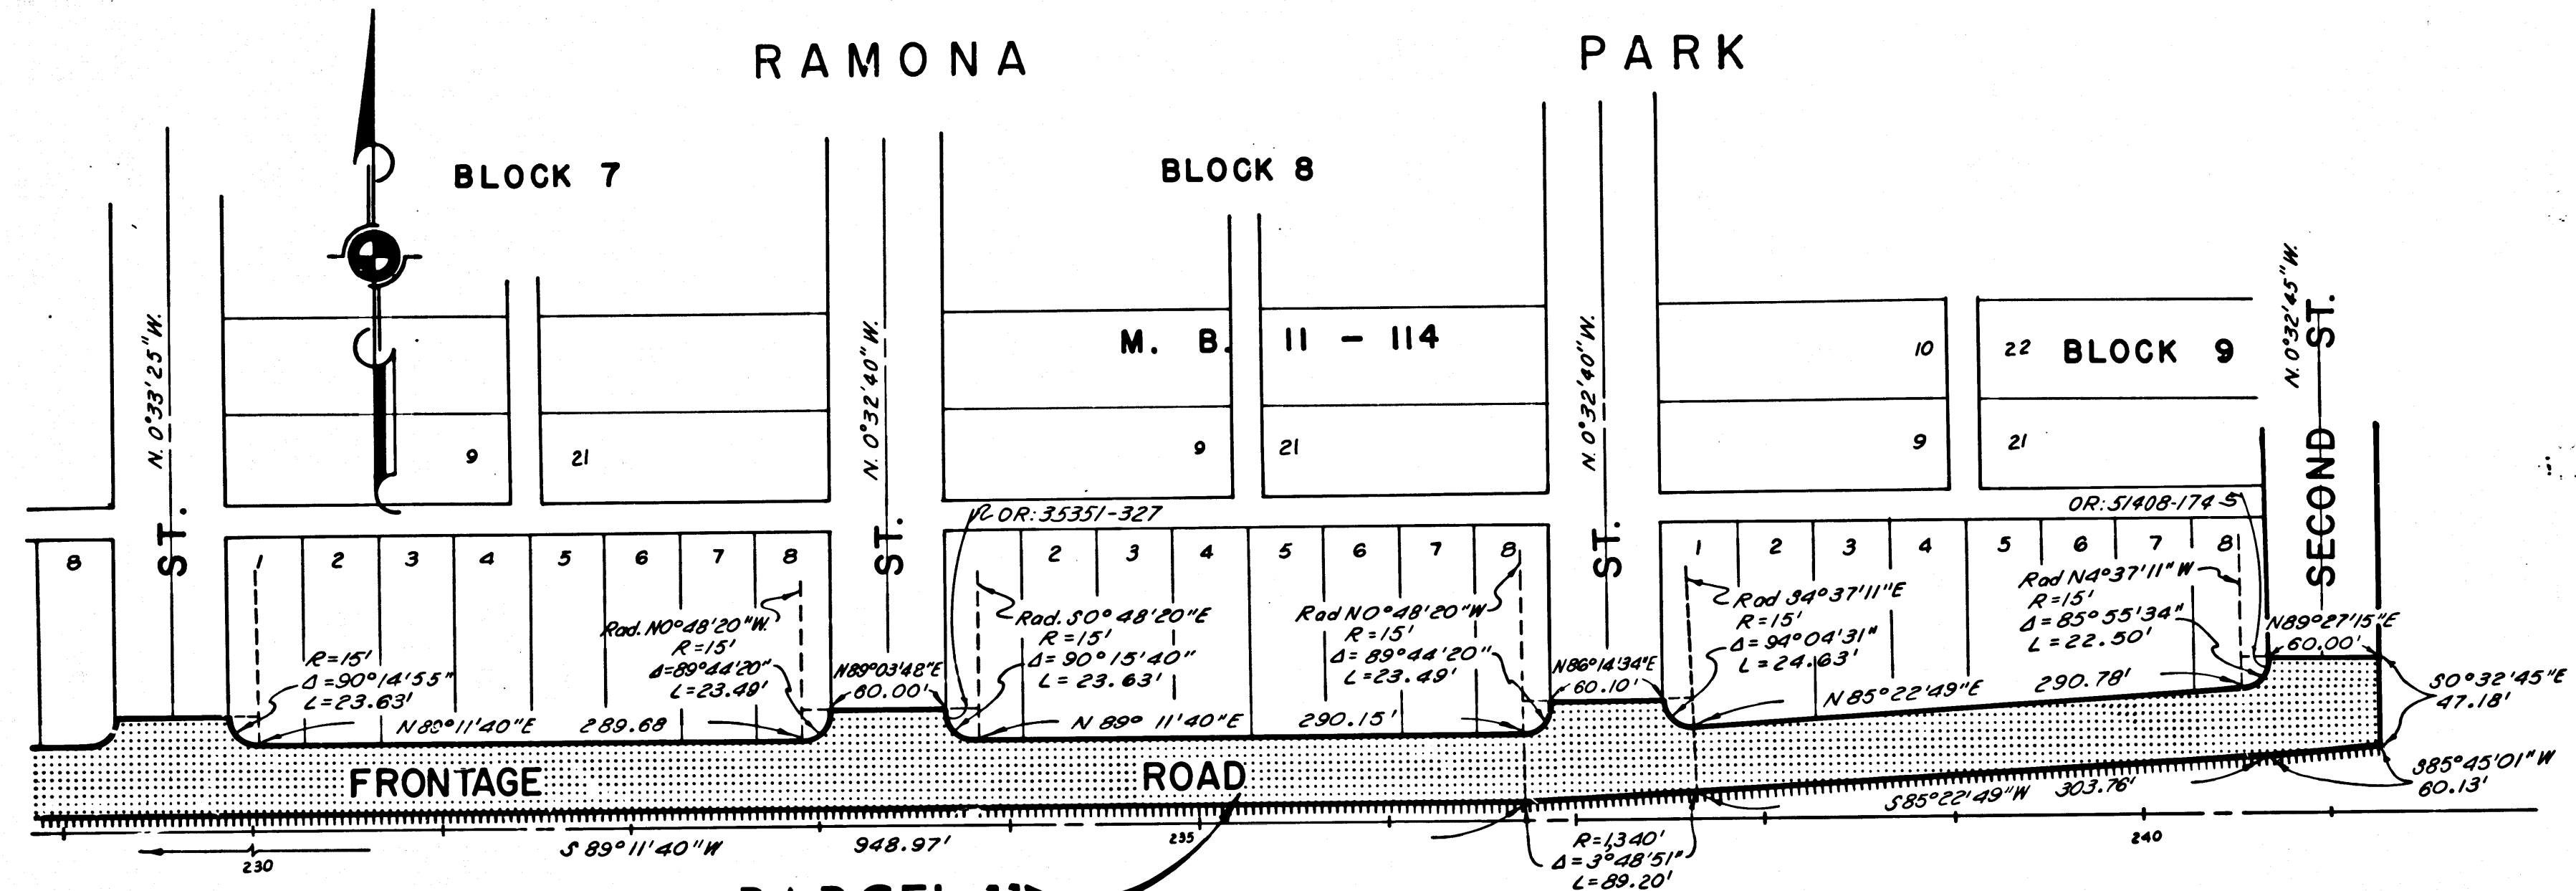 RAMONA PARK
BLOCK 7
BLOCK 8
M. B. 11 - 114
BLOCK 9
10
22
9
21
9
21
9
21
N. 0°33'25"W.
ST.
N. 0°32'40"W.
ST.
N. 0°32'40"W.
ST.
N. 0°32'45"W.
SECOND ST.
OR: 35351-327
OR: 51408-174
8
1 2 3 4 5 6 7 8
2 3 4 5 6 7 8
1 2 3 4 5 6 7 8
R=15'
Δ=90°14'55"
L=23.63'
Rad. N0°48'20"W.
R=15'
Δ=89°44'20"
L=23.49'
N89°03'48"E
60.00'
Rad. S0°48'20"E
R=15'
Δ=90°15'40"
L=23.63'
Rad N0°48'20"W
R=15'
Δ=89°44'20"
L=23.49'
N86°14'34"E
60.10'
Rad S4°37'11"E
R=15'
Δ=94°04'31"
L=24.63'
Rad N4°37'11"W
R=15'
Δ=85°55'34"
L=22.50'
N89°27'15"E
60.00'
S0°32'45"E
47.18'
S85°45'01"W
60.13'
N89°11'40"E 289.68
N 89° 11'40"E 290.15'
N 85°22'49"E 290.78'
FRONTAGE ROAD
S85°22'49"W 303.76'
S 89°11'40"W 948.97'
230
235
240
R=1,340'
Δ=3°48'51"
L=89.20'
PARCEL